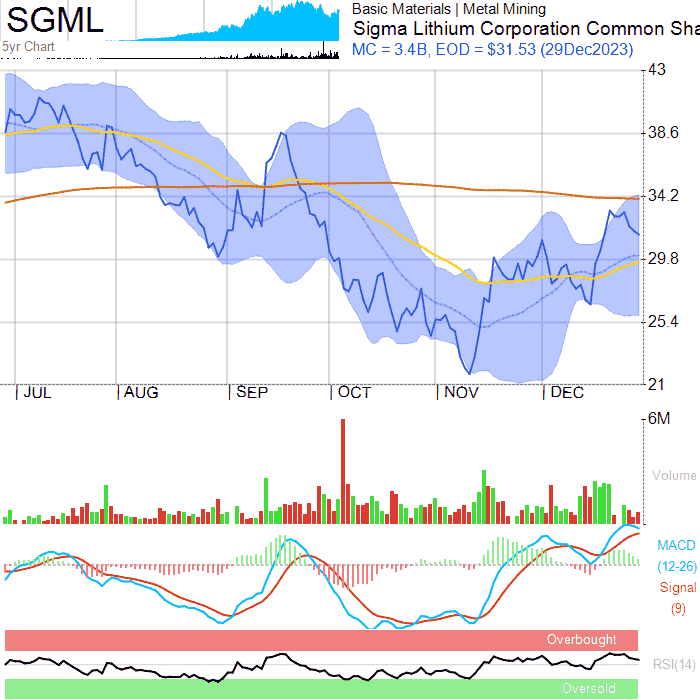 SGML
5yr Chart
Basic Materials | Metal Mining
Sigma Lithium Corporation Common Sha
MC = 3.4B, EOD = $31.53 (29Dec2023)
43
38.6
34.2
29.8
25.4
21
JUL AUG SEP OCT NOV DEC
6M
Volume
MACD
(12-26)
Signal
(9)
Overbought
RSI(14)
Oversold